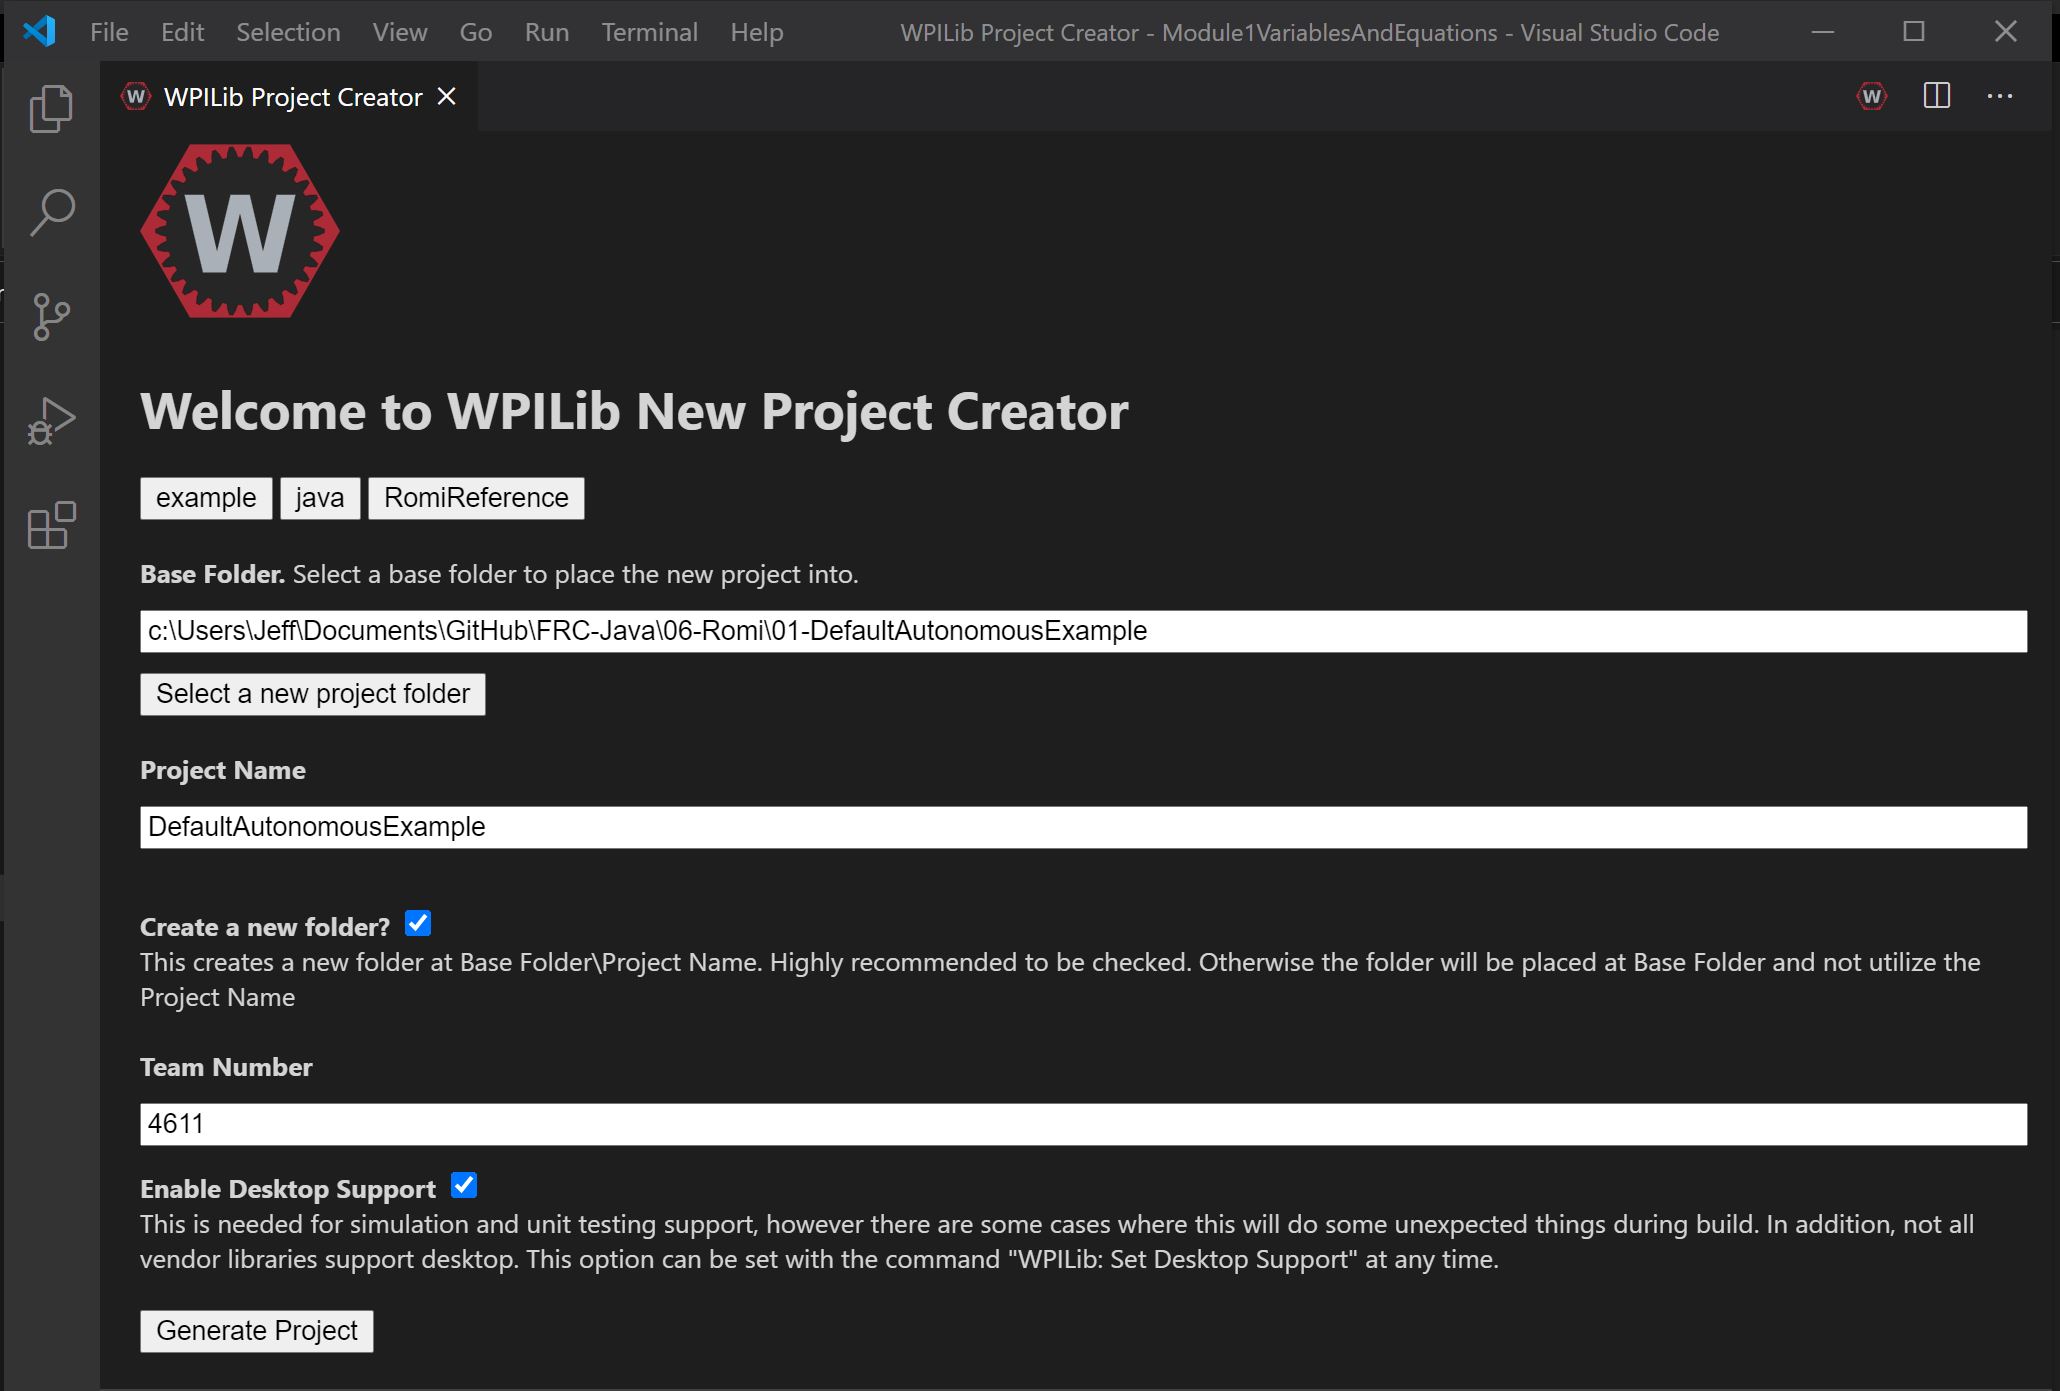 File Edit Selection View Go Run Terminal Help WPILib Project Creator - Module1VariablesAndEquations - Visual Studio Code
W WPILib Project Creator W
W
Welcome to WPILib New Project Creator
example java RomiReference
Base Folder. Select a base folder to place the new project into.
c:\Users\Jeff\Documents\GitHub\FRC-Java\06-Romi\01-DefaultAutonomousExample
Select a new project folder
Project Name
DefaultAutonomousExample
Create a new folder?
This creates a new folder at Base Folder\Project Name. Highly recommended to be checked. Otherwise the folder will be placed at Base Folder and not utilize the
Project Name
Team Number
4611
Enable Desktop Support
This is needed for simulation and unit testing support, however there are some cases where this will do some unexpected things during build. In addition, not all
vendor libraries support desktop. This option can be set with the command "WPILib: Set Desktop Support" at any time.
Generate Project